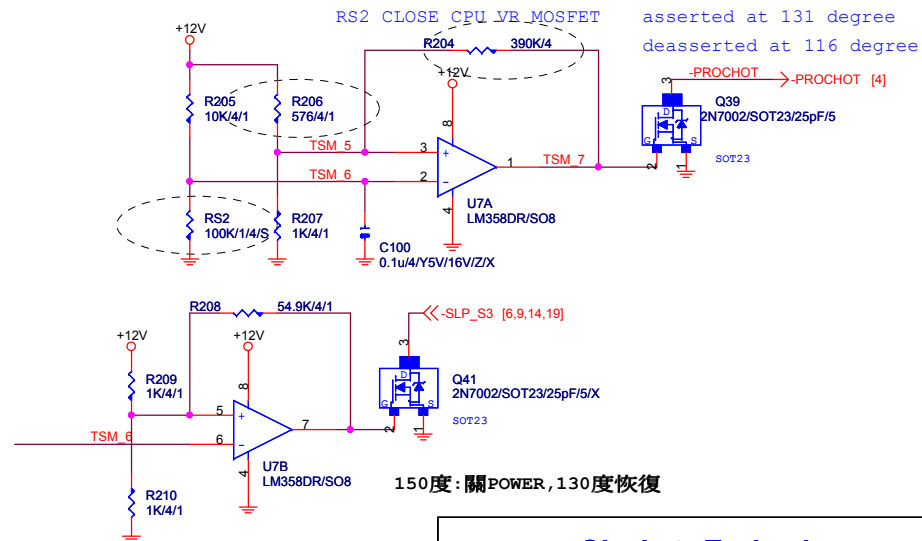 RS2 CLOSE CPU VR MOSFET
asserted at 131 degree
deasserted at 116 degree
+12V
R204
390K/4
+12V
-PROCHOT
-PROCHOT [4]
R205
10K/4/1
R206
576/4/1
3
D
G
S
2
1
Q39
2N7002/SOT23/25pF/5
SOT23
TSM_5
3
+
8
1
TSM_7
TSM_6
2
-
4
U7A
LM358DR/SO8
RS2
100K/1/4/S
R207
1K/4/1
C100
0.1u/4/Y5V/16V/Z/X
R208
54.9K/4/1
-SLP_S3 [6,9,14,19]
+12V
+12V
R209
1K/4/1
3
D
G
S
2
1
Q41
2N7002/SOT23/25pF/5/X
SOT23
5
+
8
7
TSM_6
6
-
4
U7B
LM358DR/SO8
R210
1K/4/1
150度:關POWER,130度恢復